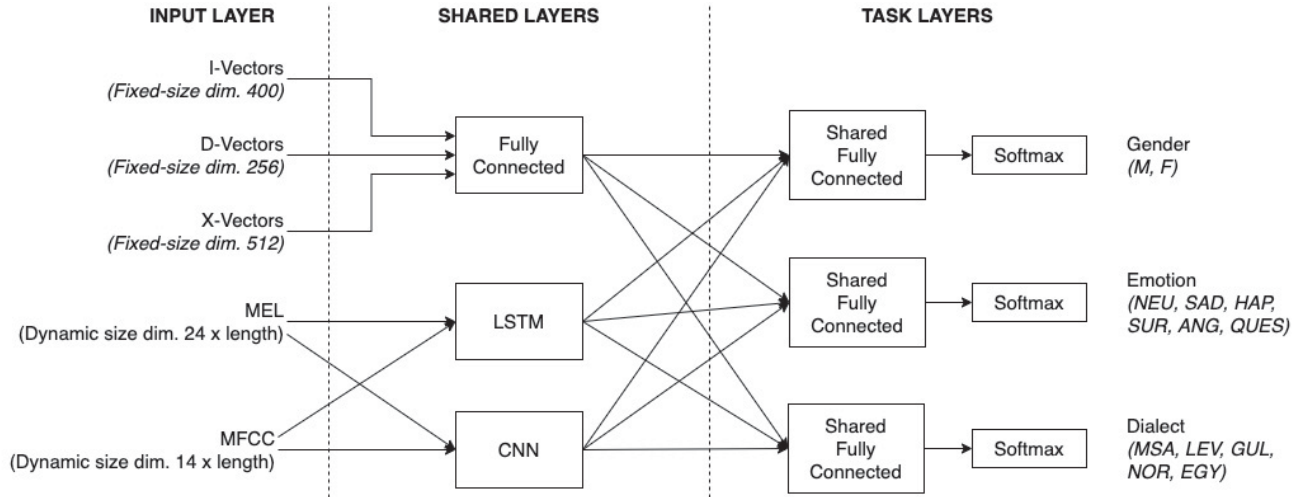 INPUT LAYER
SHARED LAYERS
TASK LAYERS
I-Vectors
(Fixed-size dim. 400)
D-Vectors
(Fixed-size dim. 256)
X-Vectors
(Fixed-size dim. 512)
MEL
(Dynamic size dim. 24 x length)
MFCC
(Dynamic size dim. 14 x length)
Fully
Connected
LSTM
CNN
Shared
Fully
Connected
Softmax
Gender
(M, F)
Shared
Fully
Connected
Softmax
Emotion
(NEU, SAD, HAP,
SUR, ANG, QUES)
Shared
Fully
Connected
Softmax
Dialect
(MSA, LEV, GUL,
NOR, EGY)